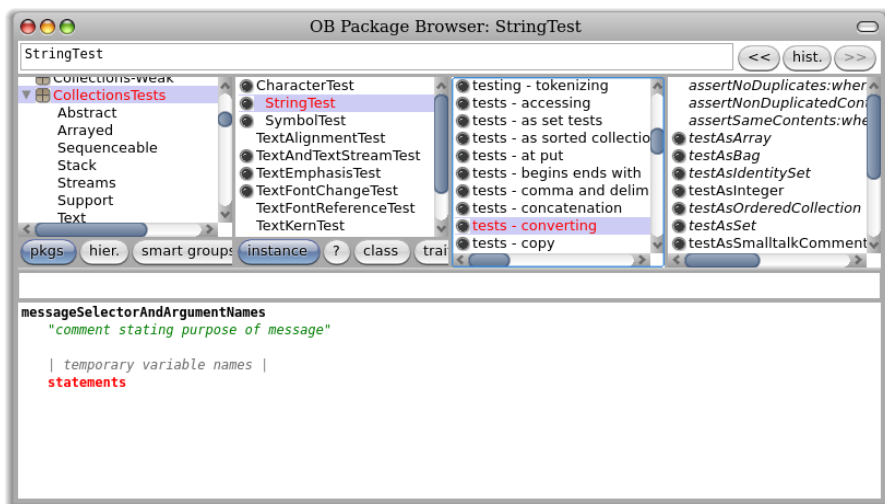 OB Package Browser: StringTest
StringTest
<< hist. >>
Collections-Weak
CollectionsTests
Abstract
Arrayed
Sequenceable
Stack
Streams
Support
Text
CharacterTest
StringTest
SymbolTest
TextAlignmentTest
TextAndTextStreamTest
TextEmphasisTest
TextFontChangeTest
TextFontReferenceTest
TextKernTest
testing - tokenizing
tests - accessing
tests - as set tests
tests - as sorted collectio
tests - at put
tests - begins ends with
tests - comma and delim
tests - concatenation
tests - converting
tests - copy
assertNoDuplicates:wher
assertNonDuplicatedCont
assertSameContents:whe
testAsArray
testAsBag
testAsIdentitySet
testAsInteger
testAsOrderedCollection
testAsSet
testAsSmalltalkComment
pkgs hier. smart groups instance ? class trai
messageSelectorAndArgumentNames
"comment stating purpose of message"
| temporary variable names |
statements